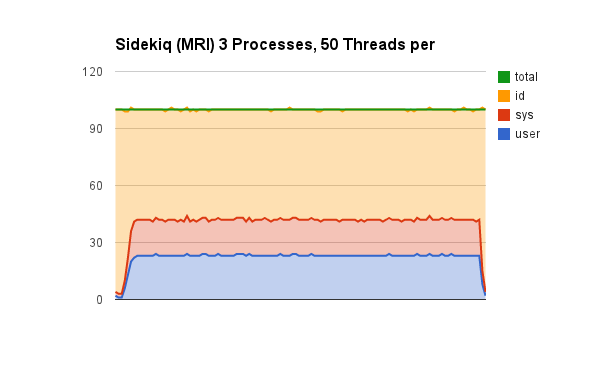 Sidekiq (MRI) 3 Processes, 50 Threads per
120
90
60
30
0
total
id
sys
user